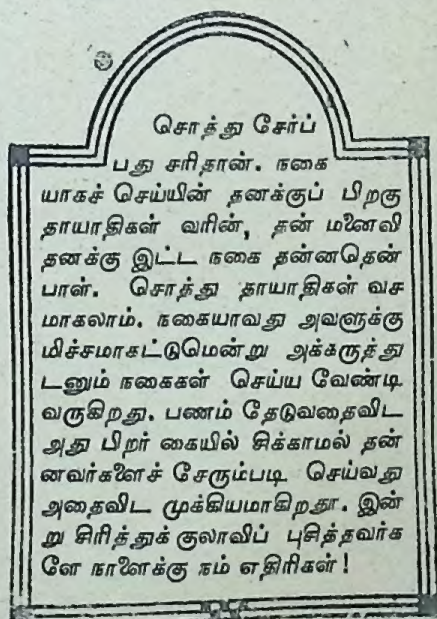 சொத்து சேர்ப்
பது சரிதான். நகை
யாகச் செய்யின் தனக்குப் பிறகு
தாயாதிகள் வரின், தன் மனைவி
தனக்கு இட்ட நகை தன்னதென்
பாள். சொத்து தாயாதிகள் வச
மாகலாம். நகையாவது அவளுக்கு
மிச்சமாகட்டுமென்று அக்கருத்து
டனும் நகைகள் செய்ய வேண்டி
வருகிறது. பணம் தேடுவதைவிட
அது பிறர் கையில் சிக்காமல் தன்
னவர்களைச் சேரும்படி செய்வது
அதைவிட முக்கியமாகிறதா. இன்
று சிரித்துக் குலாவிப் புசித்தவர்க
ளே நாளைக்கு நம் எதிரிகள்!